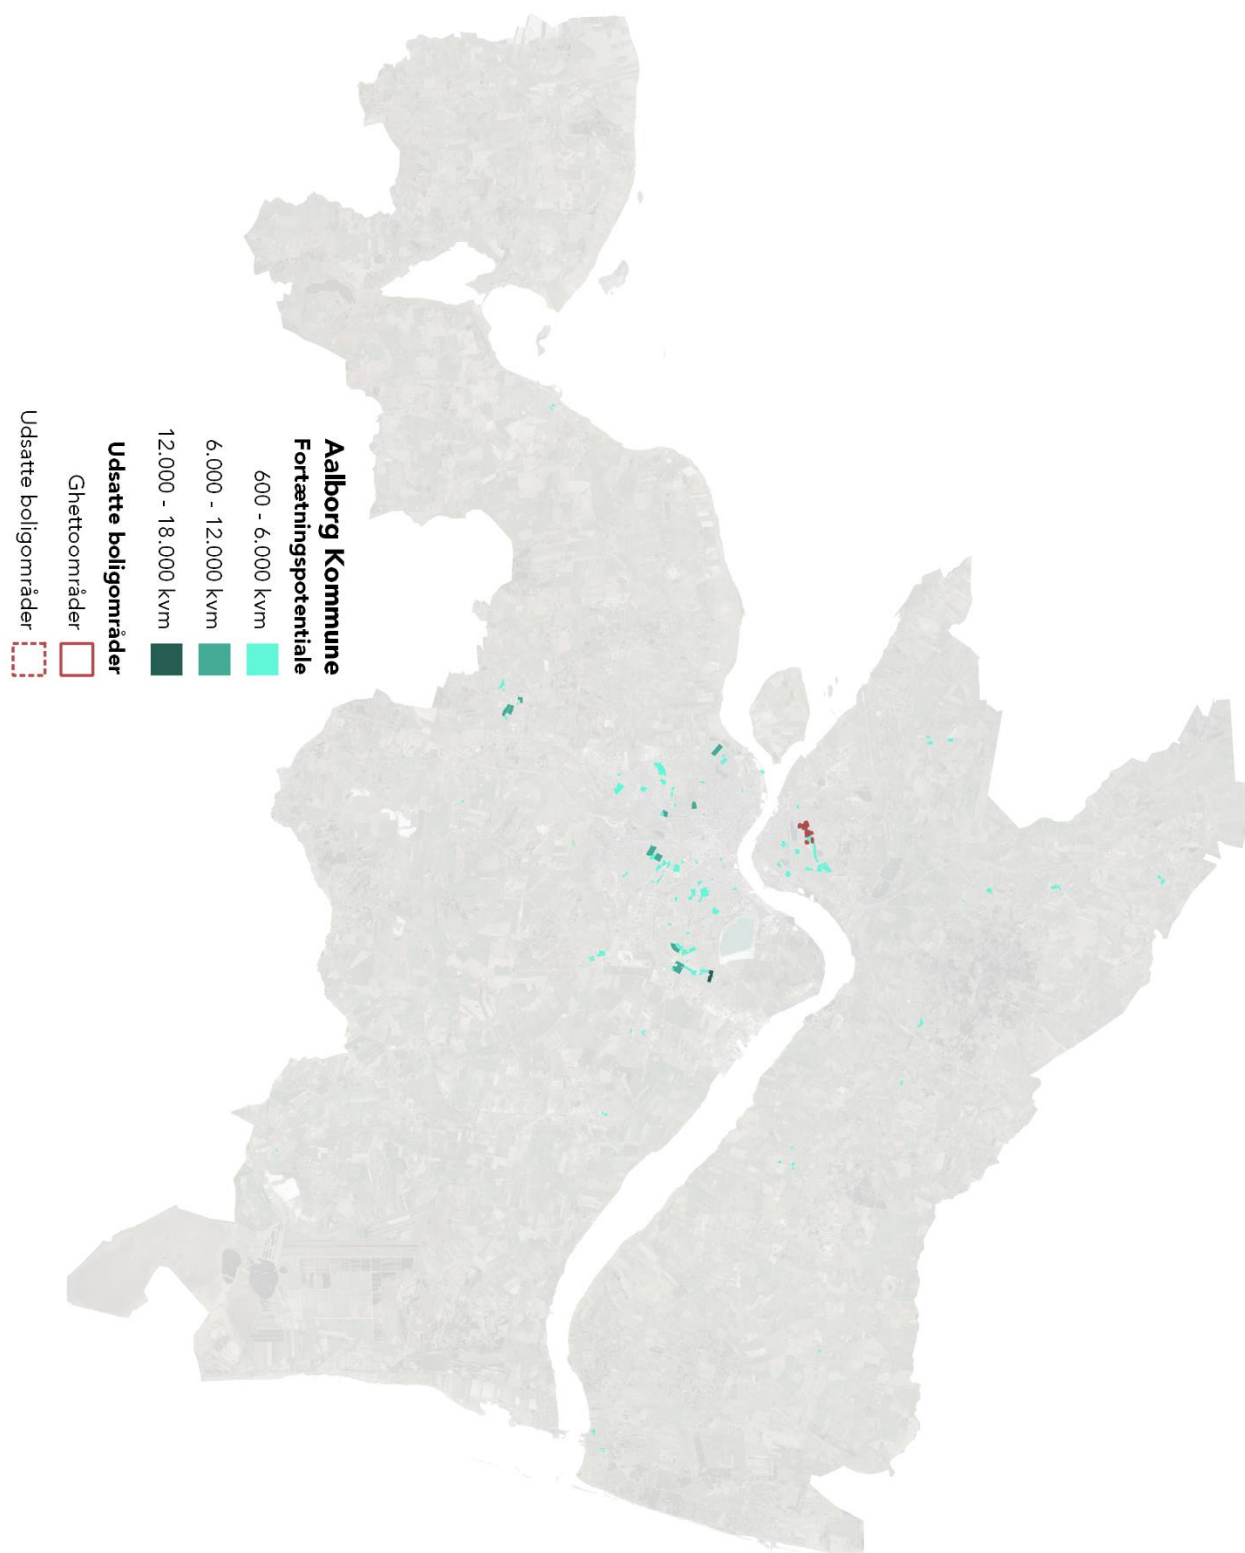 Aalborg Kommune
Fortætningspotentiale
600 - 6.000 kvm
6.000 - 12.000 kvm
12.000 - 18.000 kvm
Udsatte boligområder
Ghettoområder
Udsatte boligområder